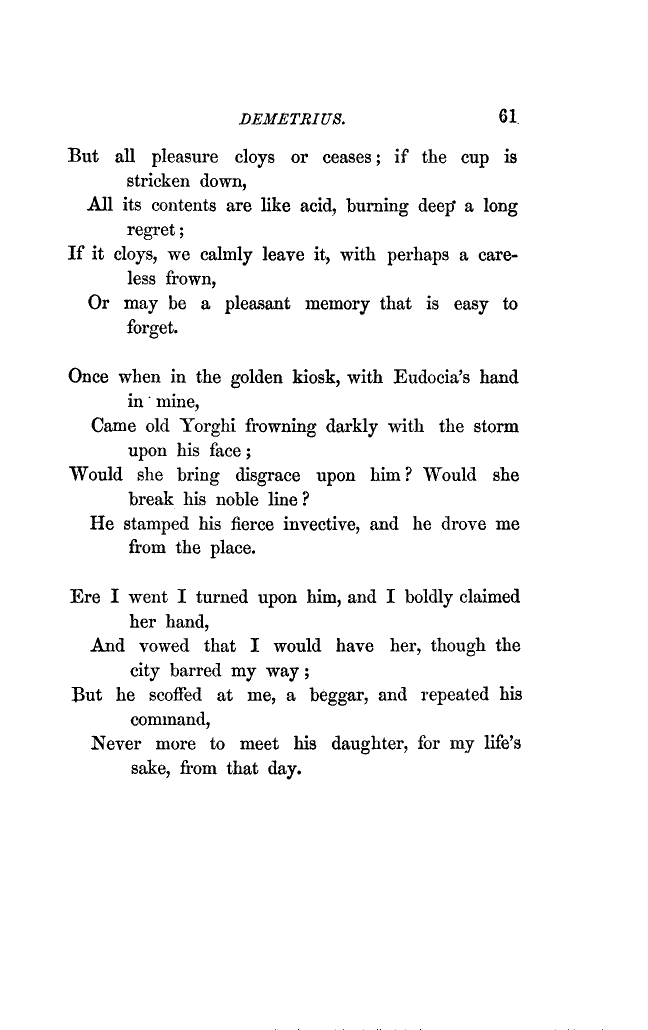 DEMETRIUS. 61
But all pleasure cloys or ceases; if the cup is
stricken down,
All its contents are like acid, burning deep a long
regret;
If it cloys, we calmly leave it, with perhaps a care-
less frown,
Or may be a pleasant memory that is easy to
forget.
Once when in the golden kiosk, with Eudocia's hand
in mine,
Came old Yorghi frowning darkly with the storm
upon his face;
Would she bring disgrace upon him? Would she
break his noble line?
He stamped his fierce invective, and he drove me
from the place.
Ere I went I turned upon him, and I boldly claimed
her hand,
And vowed that I would have her, though the
city barred my way;
But he scoffed at me, a beggar, and repeated his
command,
Never more to meet his daughter, for my life's
sake, from that day.